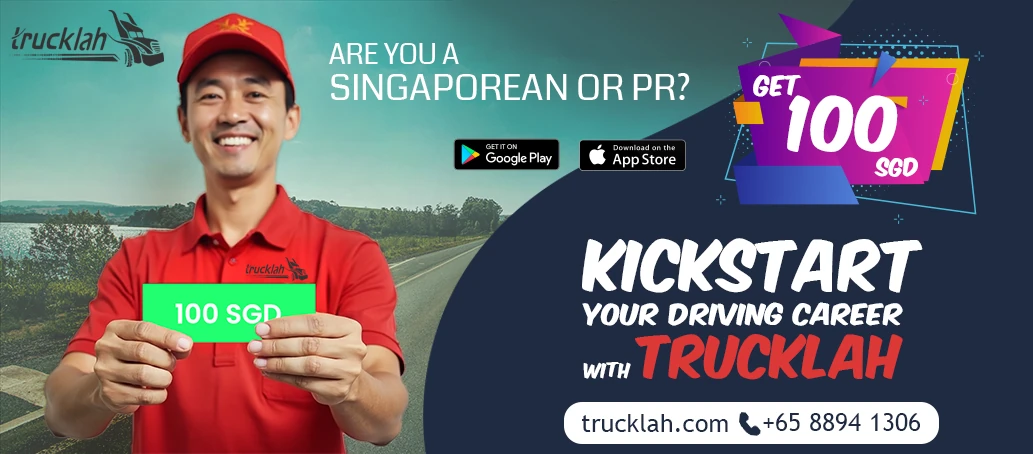 trucklah
ARE YOU A
SINGAPOREAN OR PR?
GET IT ON
Google Play
Download on the
App Store
GET
100
SGD
trucklah
100 SGD
KICKSTART
YOUR DRIVING CAREER
WITH TRUCKLAH
trucklah.com +65 8894 1306